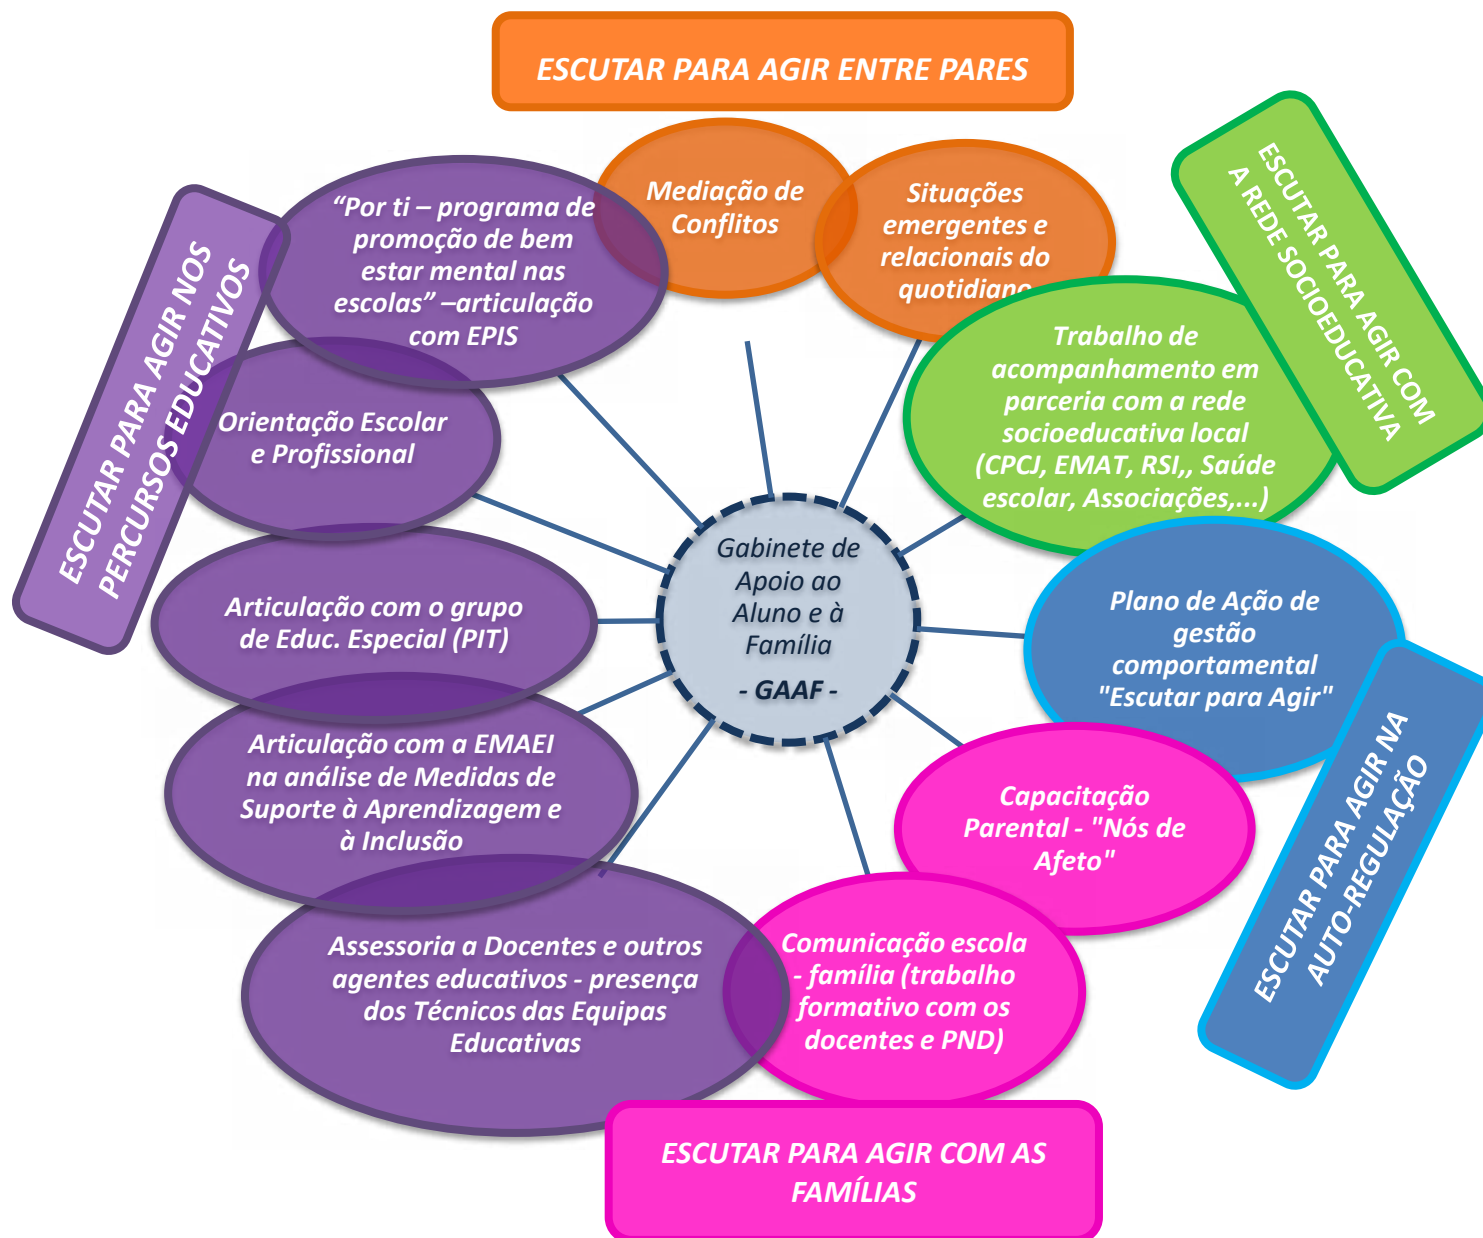 ESCUTAR PARA AGIR ENTRE PARES
Mediação de
Conflitos
Situações
emergentes e
relacionais do
quotidiano
ESCUTAR PARA AGIR COM
A REDE SOCIOEDUCATIVA
Trabalho de
acompanhamento em
parceria com a rede
socioeducativa local
(CPCJ, EMAT, RSI,, Saúde
escolar, Associações,...)
Plano de Ação de
gestão
comportamental
"Escutar para Agir"
ESCUTAR PARA AGIR NA
AUTO-REGULAÇÃO
Capacitação
Parental - "Nós de
Afeto"
Comunicação escola
- família (trabalho
formativo com os
docentes e PND)
ESCUTAR PARA AGIR COM AS
FAMÍLIAS
Assessoria a Docentes e outros
agentes educativos - presença
dos Técnicos das Equipas
Educativas
Articulação com a EMAEI
na análise de Medidas de
Suporte à Aprendizagem e
à Inclusão
Articulação com o grupo
de Educ. Especial (PIT)
Orientação Escolar
e Profissional
“Por ti – programa de
promoção de bem
estar mental nas
escolas” –articulação
com EPIS
ESCUTAR PARA AGIR NOS
PERCURSOS EDUCATIVOS
Gabinete de
Apoio ao
Aluno e à
Família
- GAAF -